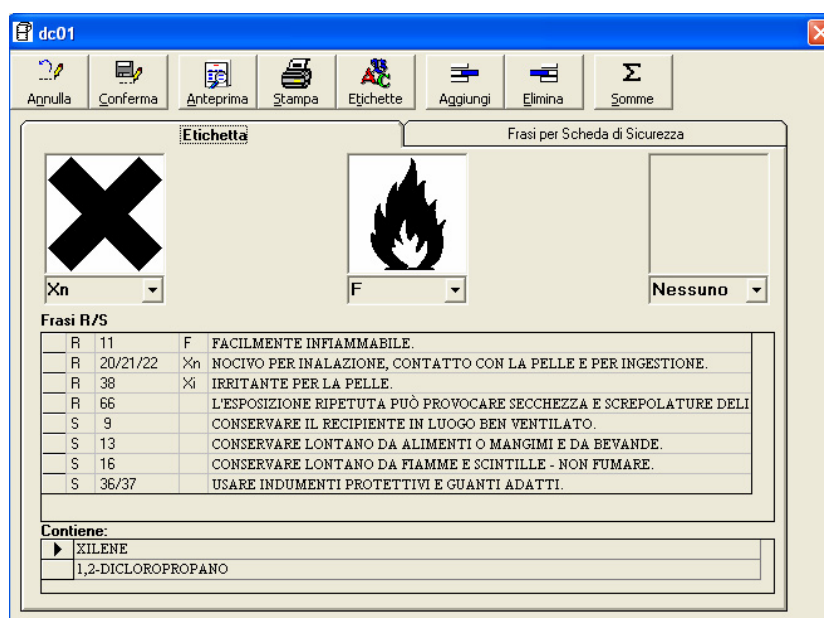 dc01
Annulla Conferma Anteprima Stampa Etichette Aggiungi Elimina Somme
Etichetta Frasi per Scheda di Sicurezza
Xn F Nessuno
Frasi R/S
R 11 F FACILMENTE INFIAMMABILE.
R 20/21/22 Xn NOCIVO PER INALAZIONE, CONTATTO CON LA PELLE E PER INGESTIONE.
R 38 Xi IRRITANTE PER LA PELLE.
R 66 L'ESPOSIZIONE RIPETUTA PUÒ PROVOCARE SECCHEZZA E SCREPOLATURE DELI
S 9 CONSERVARE IL RECIPIENTE IN LUOGO BEN VENTILATO.
S 13 CONSERVARE LONTANO DA ALIMENTI O MANGIMI E DA BEVANDE.
S 16 CONSERVARE LONTANO DA FIAMME E SCINTILLE - NON FUMARE.
S 36/37 USARE INDUMENTI PROTETTIVI E GUANTI ADATTI.
Contiene:
XILENE
1,2-DICLOROPROPANO